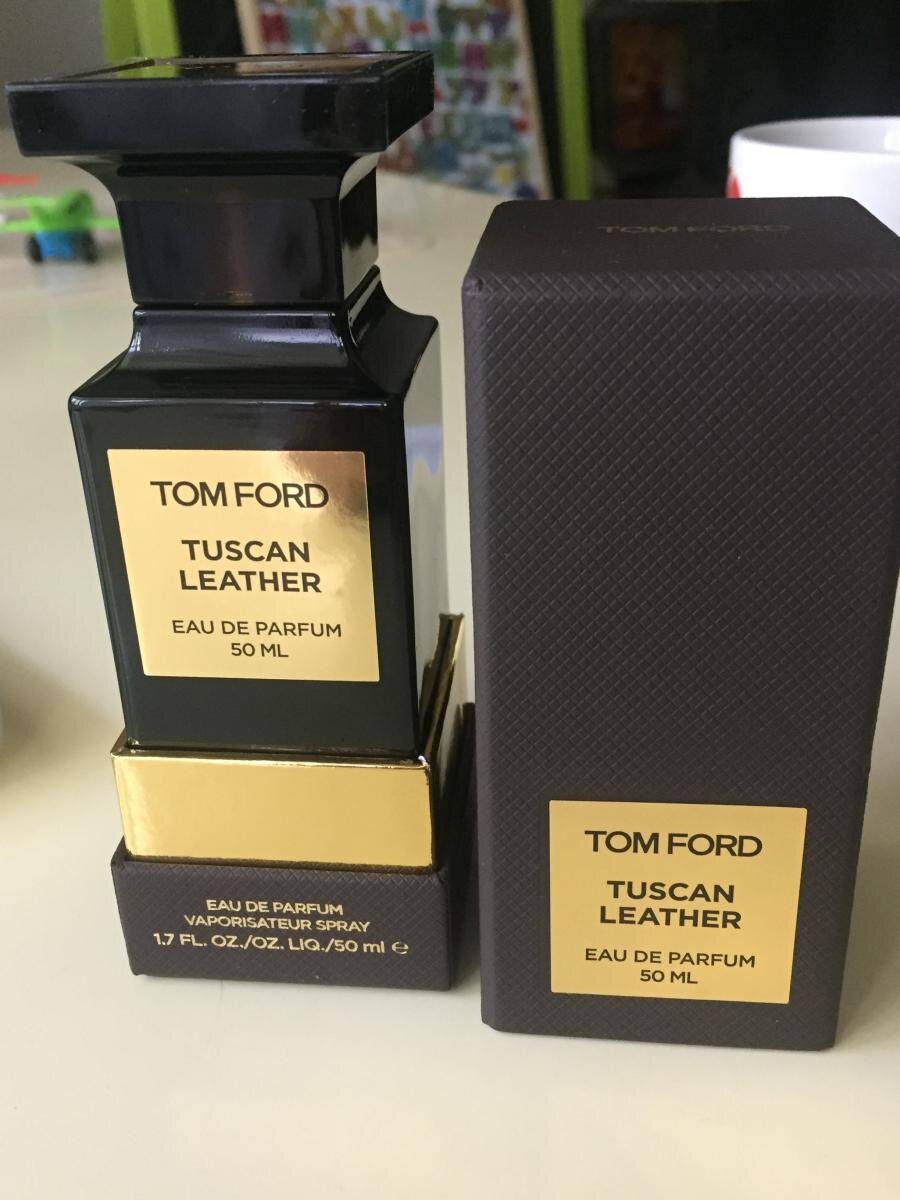 TOM FORD
TUSCAN
LEATHER
EAU DE PARFUM
50 ML
EAU DE PARFUM
VAPORISATEUR SPRAY
1.7 FL. OZ./OZ. LIQ./50 ml ℮
TOM FORD
TOM FORD
TUSCAN
LEATHER
EAU DE PARFUM
50 ML